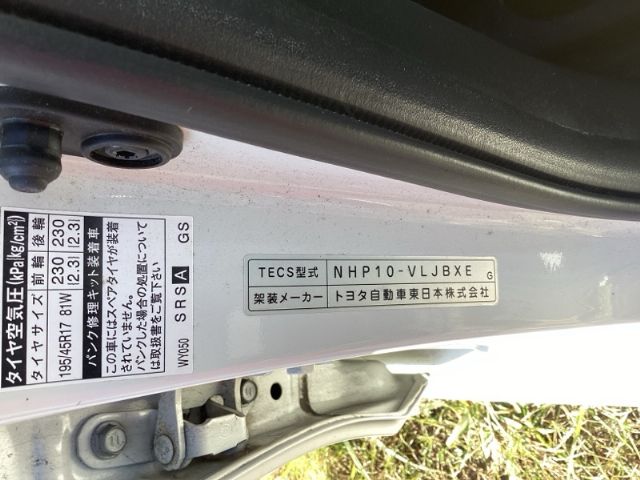 タイヤ空気圧(kPa{kg/cm²})
タイヤサイズ 前輪 後輪
195/45R17 81W 230{2.3} 230{2.3}
パンク修理キット装着車
この車にはスペアタイヤが装着
されていません。
パンクした場合の処置については
取扱書をご覧下さい
WY050 SRS A GS
TECS型式 NHP10-VLJBXE G
架装メーカー トヨタ自動車東日本株式会社